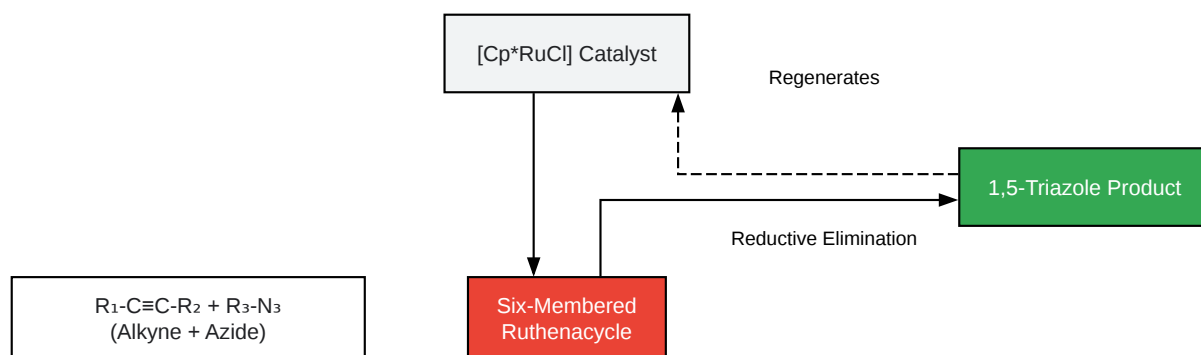 [Cp*RuCl] Catalyst
Regenerates
1,5-Triazole Product
Reductive Elimination
R₁-C≡C-R₂ + R₃-N₃
(Alkyne + Azide)
Six-Membered
Ruthenacycle